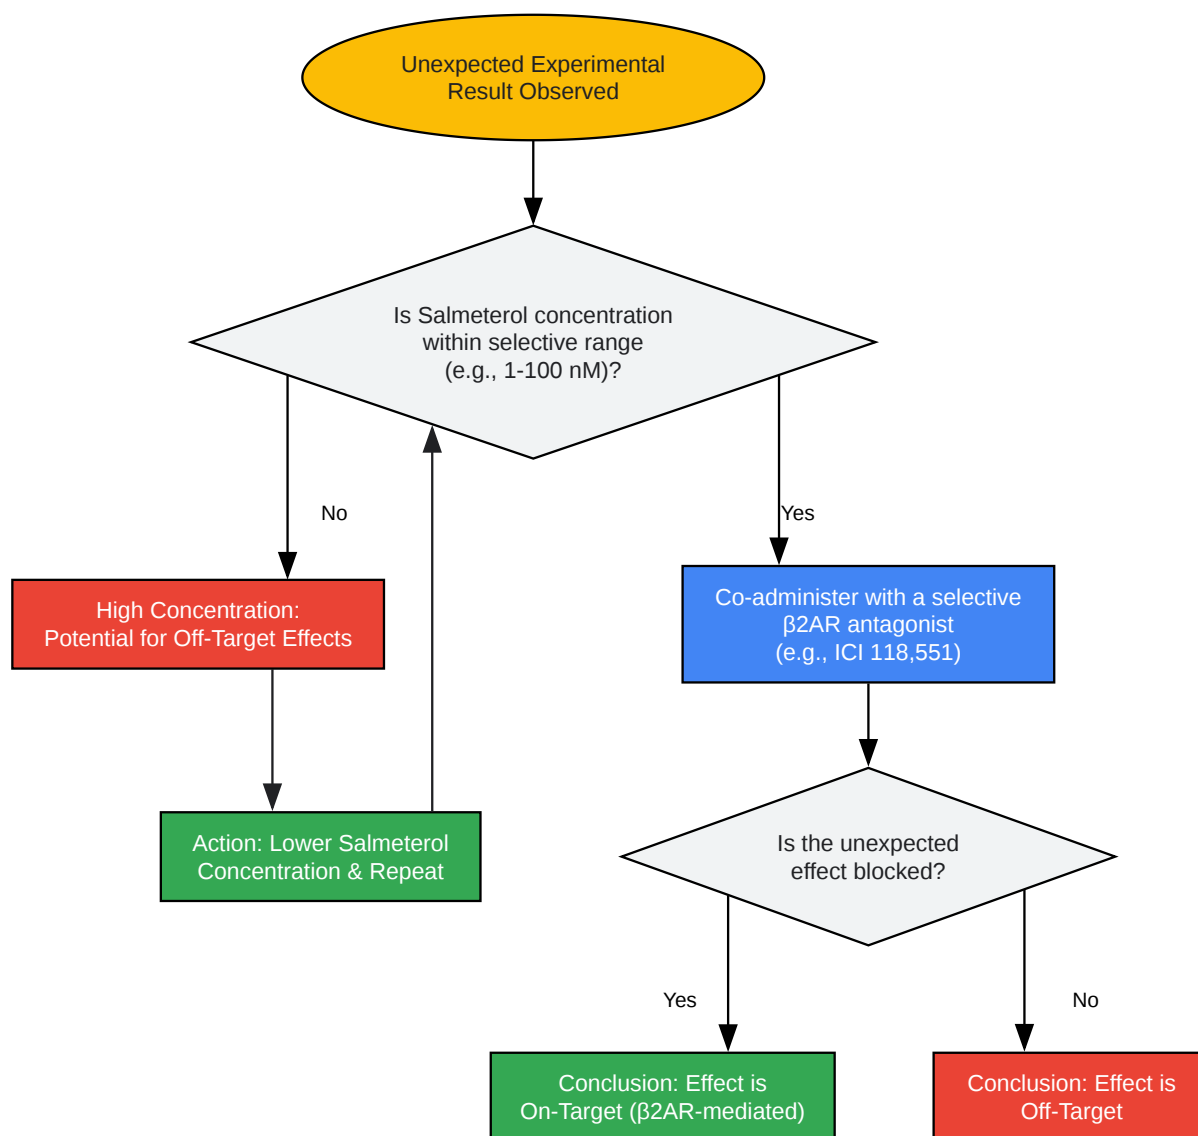 Unexpected Experimental
Result Observed
Is Salmeterol concentration
within selective range
(e.g., 1-100 nM)?
No
Yes
High Concentration:
Potential for Off-Target Effects
Co-administer with a selective
β2AR antagonist
(e.g., ICI 118,551)
Action: Lower Salmeterol
Concentration & Repeat
Is the unexpected
effect blocked?
Yes
No
Conclusion: Effect is
On-Target (β2AR-mediated)
Conclusion: Effect is
Off-Target